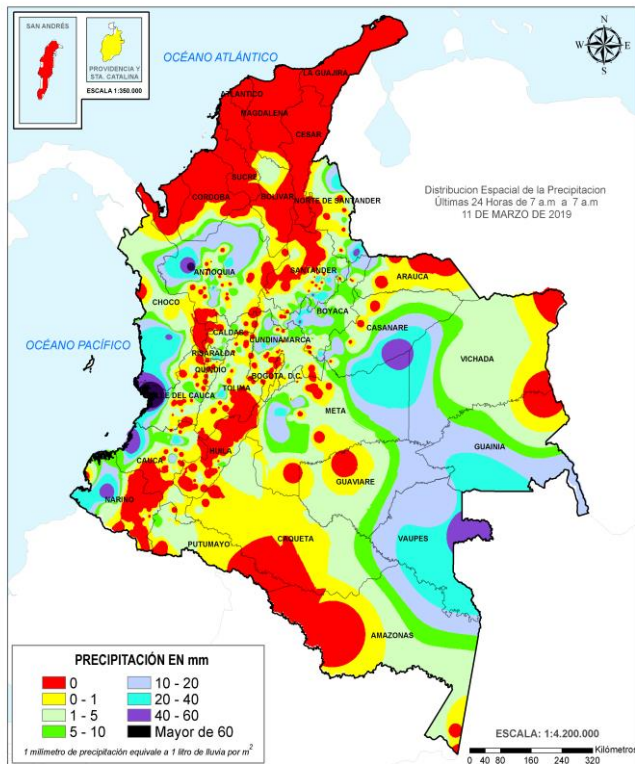 SAN ANDRÉS
PROVIDENCIA Y
STA. CATALINA
ESCALA 1:350.000
OCÉANO ATLÁNTICO
N
W E
S
LA GUAJIRA
ATLANTICO
MAGDALENA
CESAR
SUCRE
CORDOBA
BOLIVAR
NORTE DE SANTANDER
Distribucion Espacial de la Precipitacion
Últimas 24 Horas de 7 a.m a 7 a.m
11 DE MARZO DE 2019
ANTIOQUIA
SANTANDER
ARAUCA
CHOCO
BOYACA
CASANARE
OCÉANO PACÍFICO
CALDAS
CUNDINAMARCA
VICHADA
RISARALDA
QUINDIO
BOGOTA, D.C.
TOLIMA
DEL CAUCA
META
GUAINIA
CAUCA
HUILA
GUAVIARE
NARIÑO
VAUPES
PUTUMAYO
CAQUETA
AMAZONAS
PRECIPITACIÓN EN mm
0
0 - 1
1 - 5
5 - 10
10 - 20
20 - 40
40 - 60
Mayor de 60
1 milímetro de precipitación equivale a 1 litro de lluvia por m²
ESCALA: 1:4.200.000
Kilómetros
0 40 80 160 240 320